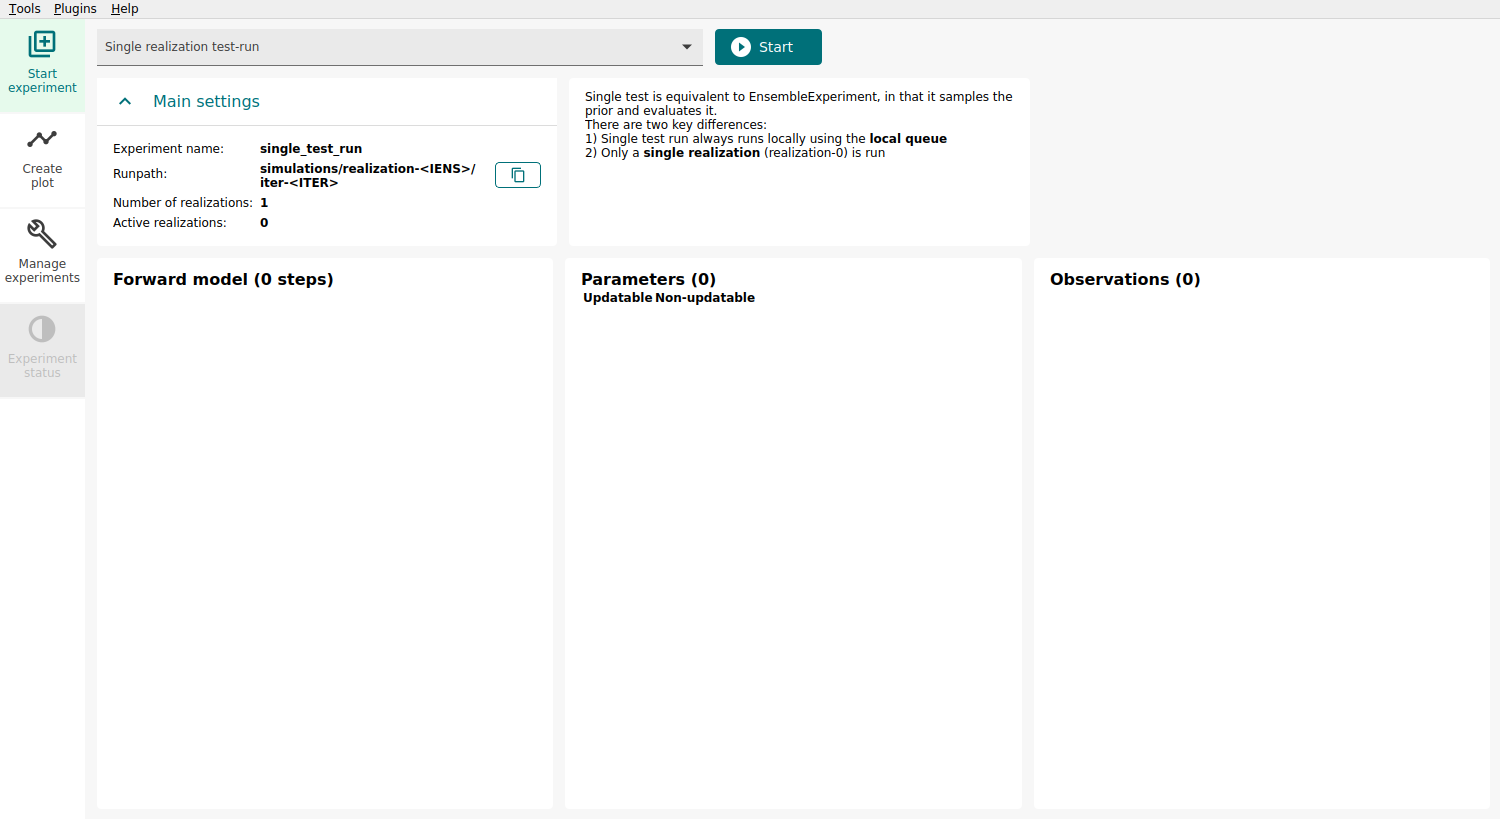 Tools Plugins Help
Start
experiment
Create
plot
Manage
experiments
Experiment
status
Single realization test-run
Start
Main settings
Experiment name: single_test_run
Runpath: simulations/realization-<IENS>/
iter-<ITER>
Number of realizations: 1
Active realizations: 0
Single test is equivalent to EnsembleExperiment, in that it samples the
prior and evaluates it.
There are two key differences:
1) Single test run always runs locally using the local queue
2) Only a single realization (realization-0) is run
Forward model (0 steps)
Parameters (0)
Updatable Non-updatable
Observations (0)